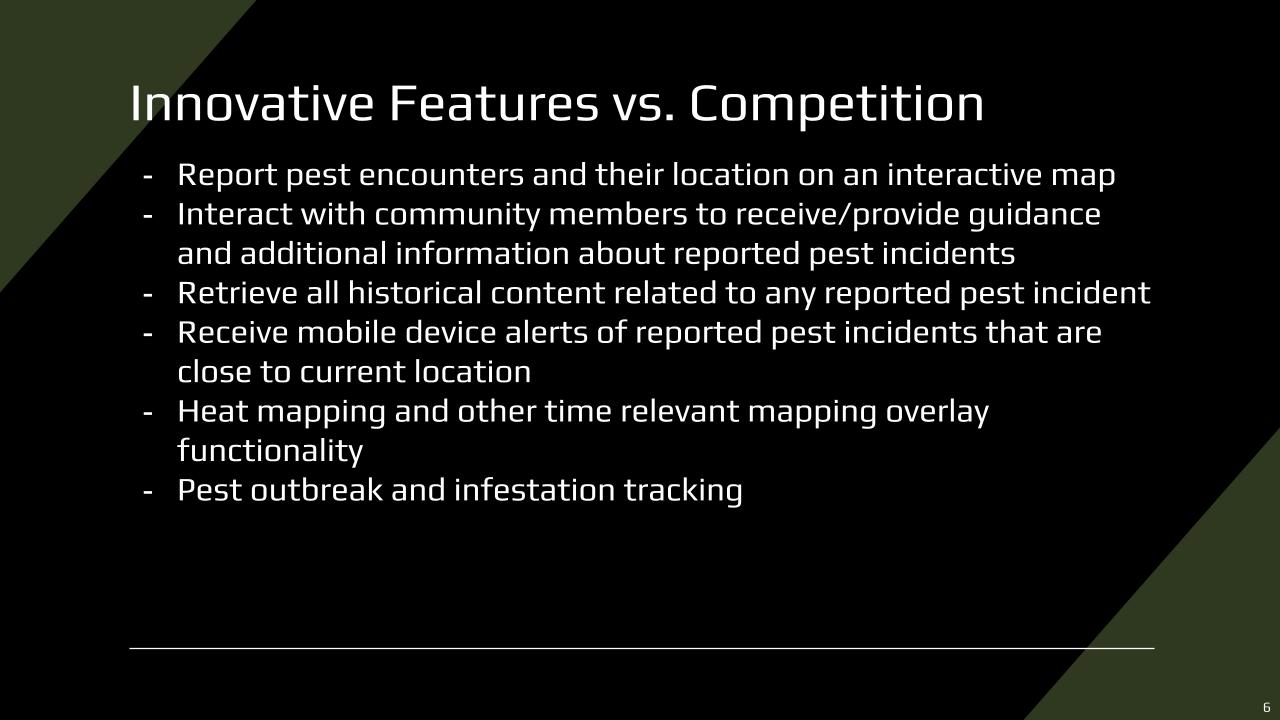 Innovative Features vs. Competition
- Report pest encounters and their location on an interactive map
- Interact with community members to receive/provide guidance
and additional information about reported pest incidents
- Retrieve all historical content related to any reported pest incident
- Receive mobile device alerts of reported pest incidents that are
close to current location
- Heat mapping and other time relevant mapping overlay
functionality
- Pest outbreak and infestation tracking
6